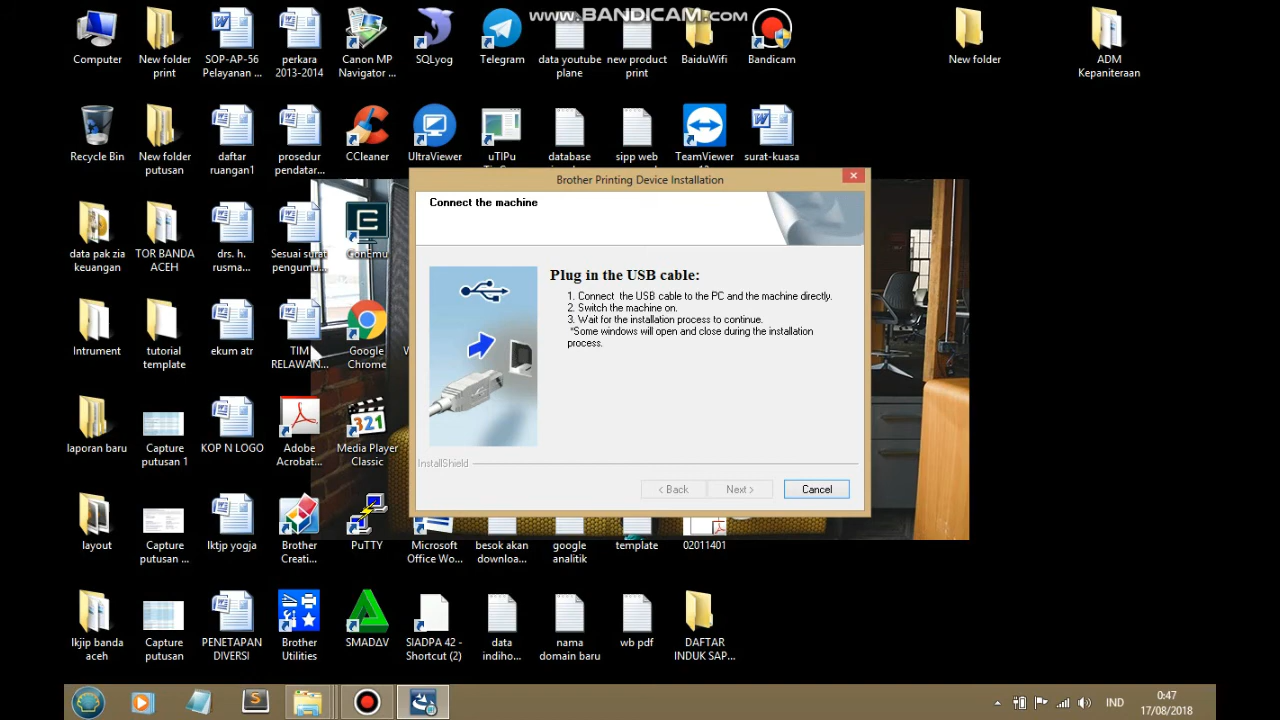 www.BANDICAM.com
Computer
New folder
print
SOP-AP-56
Pelayanan ...
perkara
2013-2014
Canon MP
Navigator ...
SQLyog
Telegram
data youtube
plane
new product
print
BaiduWifi
Bandicam
New folder
ADM
Kepaniteraan
Recycle Bin
New folder
putusan
daftar
ruangan1
prosedur
pendatar...
CCleaner
UltraViewer
uTIPu
database
sipp web
TeamViewer
surat-kuasa
data pak zia
keuangan
TOR BANDA
ACEH
drs. h.
rusma...
Sesuai surat
pengumu...
ConEmu
Intrument
tutorial
template
ekum atr
TIM
RELAWAN...
Google
Chrome
laporan baru
Capture
putusan 1
KOP N LOGO
Adobe
Acrobat...
321
Media Player
Classic
layout
Capture
putusan ...
lktjp yogja
Brother
Creati...
PuTTY
Microsoft
Office Wo...
besok akan
downloa...
google
analitik
template
02011401
lkjip banda
aceh
Capture
putusan
PENETAPAN
DIVERSI
Brother
Utilities
SMADΔV
SIADPA 42 -
Shortcut (2)
data
indiho...
nama
domain baru
wb pdf
DAFTAR
INDUK SAP...
Brother Printing Device Installation
Connect the machine
Plug in the USB cable:
1. Connect the USB cable to the PC and the machine directly.
2. Switch the machine on.
3. Wait for the installation process to continue.
*Some windows will open and close during the installation
process.
InstallShield
< Back
Next >
Cancel
IND
0:47
17/08/2018